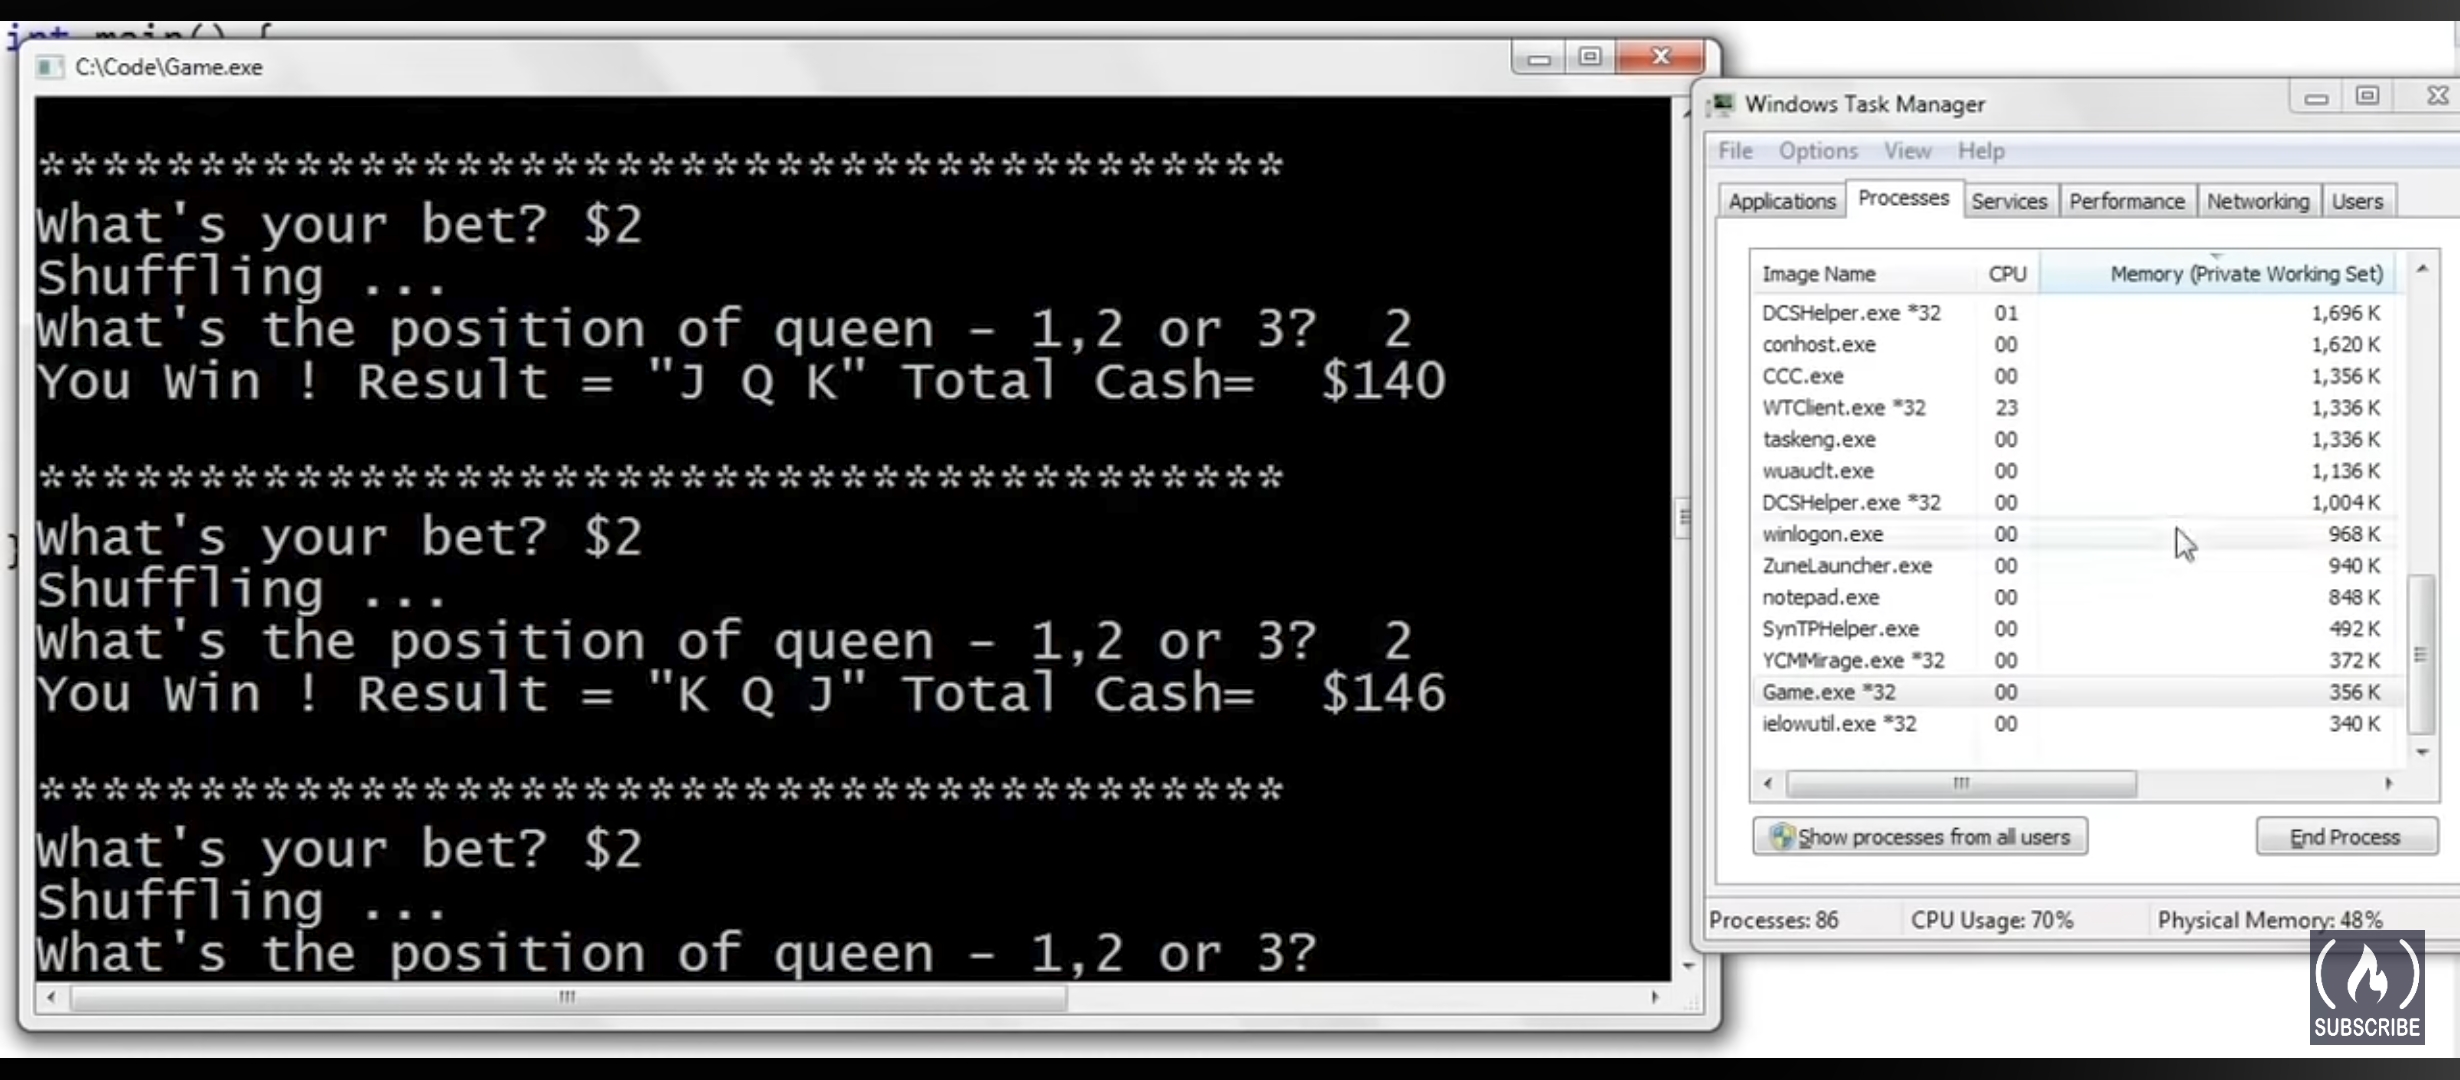 int main() {
C:\Code\Game.exe
***************************************
What's your bet? $2
Shuffling ...
What's the position of queen - 1,2 or 3?  2
You Win ! Result = "J Q K" Total Cash=  $140
***************************************
What's your bet? $2
Shuffling ...
What's the position of queen - 1,2 or 3?  2
You Win ! Result = "K Q J" Total Cash=  $146
***************************************
What's your bet? $2
Shuffling ...
What's the position of queen - 1,2 or 3?
}
Windows Task Manager
File Options View Help
Applications Processes Services Performance Networking Users
Image Name CPU Memory (Private Working Set)
DCSHelper.exe *32 01 1,696 K
conhost.exe 00 1,620 K
CCC.exe 00 1,356 K
WTClient.exe *32 23 1,336 K
taskeng.exe 00 1,336 K
wuauclt.exe 00 1,136 K
DCSHelper.exe *32 00 1,004 K
winlogon.exe 00 968 K
ZuneLauncher.exe 00 940 K
notepad.exe 00 848 K
SynTPHelper.exe 00 492 K
YCMMirage.exe *32 00 372 K
Game.exe *32 00 356 K
ielowutil.exe *32 00 340 K
Show processes from all users End Process
Processes: 86 CPU Usage: 70% Physical Memory: 48%
SUBSCRIBE